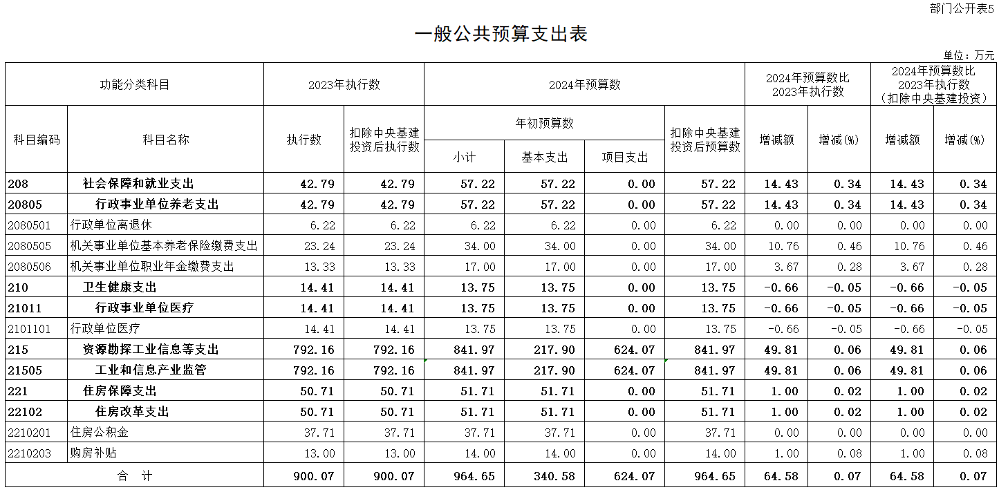 部门公开表5
一般公共预算支出表
单位：万元
功能分类科目 2023年执行数 2024年预算数 2024年预算数比 2023年执行数 2024年预算数比 2023年执行数 （扣除中央基建投资）
科目编码 科目名称 执行数 扣除中央基建 投资后执行数 年初预算数 扣除中央基建 投资后预算数 增减额 增减(%) 增减额 增减(%)
小计 基本支出 项目支出
208 社会保障和就业支出 42.79 42.79 57.22 57.22 0.00 57.22 14.43 0.34 14.43 0.34
20805 行政事业单位养老支出 42.79 42.79 57.22 57.22 0.00 57.22 14.43 0.34 14.43 0.34
2080501 行政单位离退休 6.22 6.22 6.22 6.22 0.00 6.22 0.00 0.00 0.00 0.00
2080505 机关事业单位基本养老保险缴费支出 23.24 23.24 34.00 34.00 0.00 34.00 10.76 0.46 10.76 0.46
2080506 机关事业单位职业年金缴费支出 13.33 13.33 17.00 17.00 0.00 17.00 3.67 0.28 3.67 0.28
210 卫生健康支出 14.41 14.41 13.75 13.75 0.00 13.75 -0.66 -0.05 -0.66 -0.05
21011 行政事业单位医疗 14.41 14.41 13.75 13.75 0.00 13.75 -0.66 -0.05 -0.66 -0.05
2101101 行政单位医疗 14.41 14.41 13.75 13.75 0.00 13.75 -0.66 -0.05 -0.66 -0.05
215 资源勘探工业信息等支出 792.16 792.16 841.97 217.90 624.07 841.97 49.81 0.06 49.81 0.06
21505 工业和信息产业监管 792.16 792.16 841.97 217.90 624.07 841.97 49.81 0.06 49.81 0.06
221 住房保障支出 50.71 50.71 51.71 51.71 0.00 51.71 1.00 0.02 1.00 0.02
22102 住房改革支出 50.71 50.71 51.71 51.71 0.00 51.71 1.00 0.02 1.00 0.02
2210201 住房公积金 37.71 37.71 37.71 37.71 0.00 37.71 0.00 0.00 0.00 0.00
2210203 购房补贴 13.00 13.00 14.00 14.00 0.00 14.00 1.00 0.08 1.00 0.08
合 计 900.07 900.07 964.65 340.58 624.07 964.65 64.58 0.07 64.58 0.07